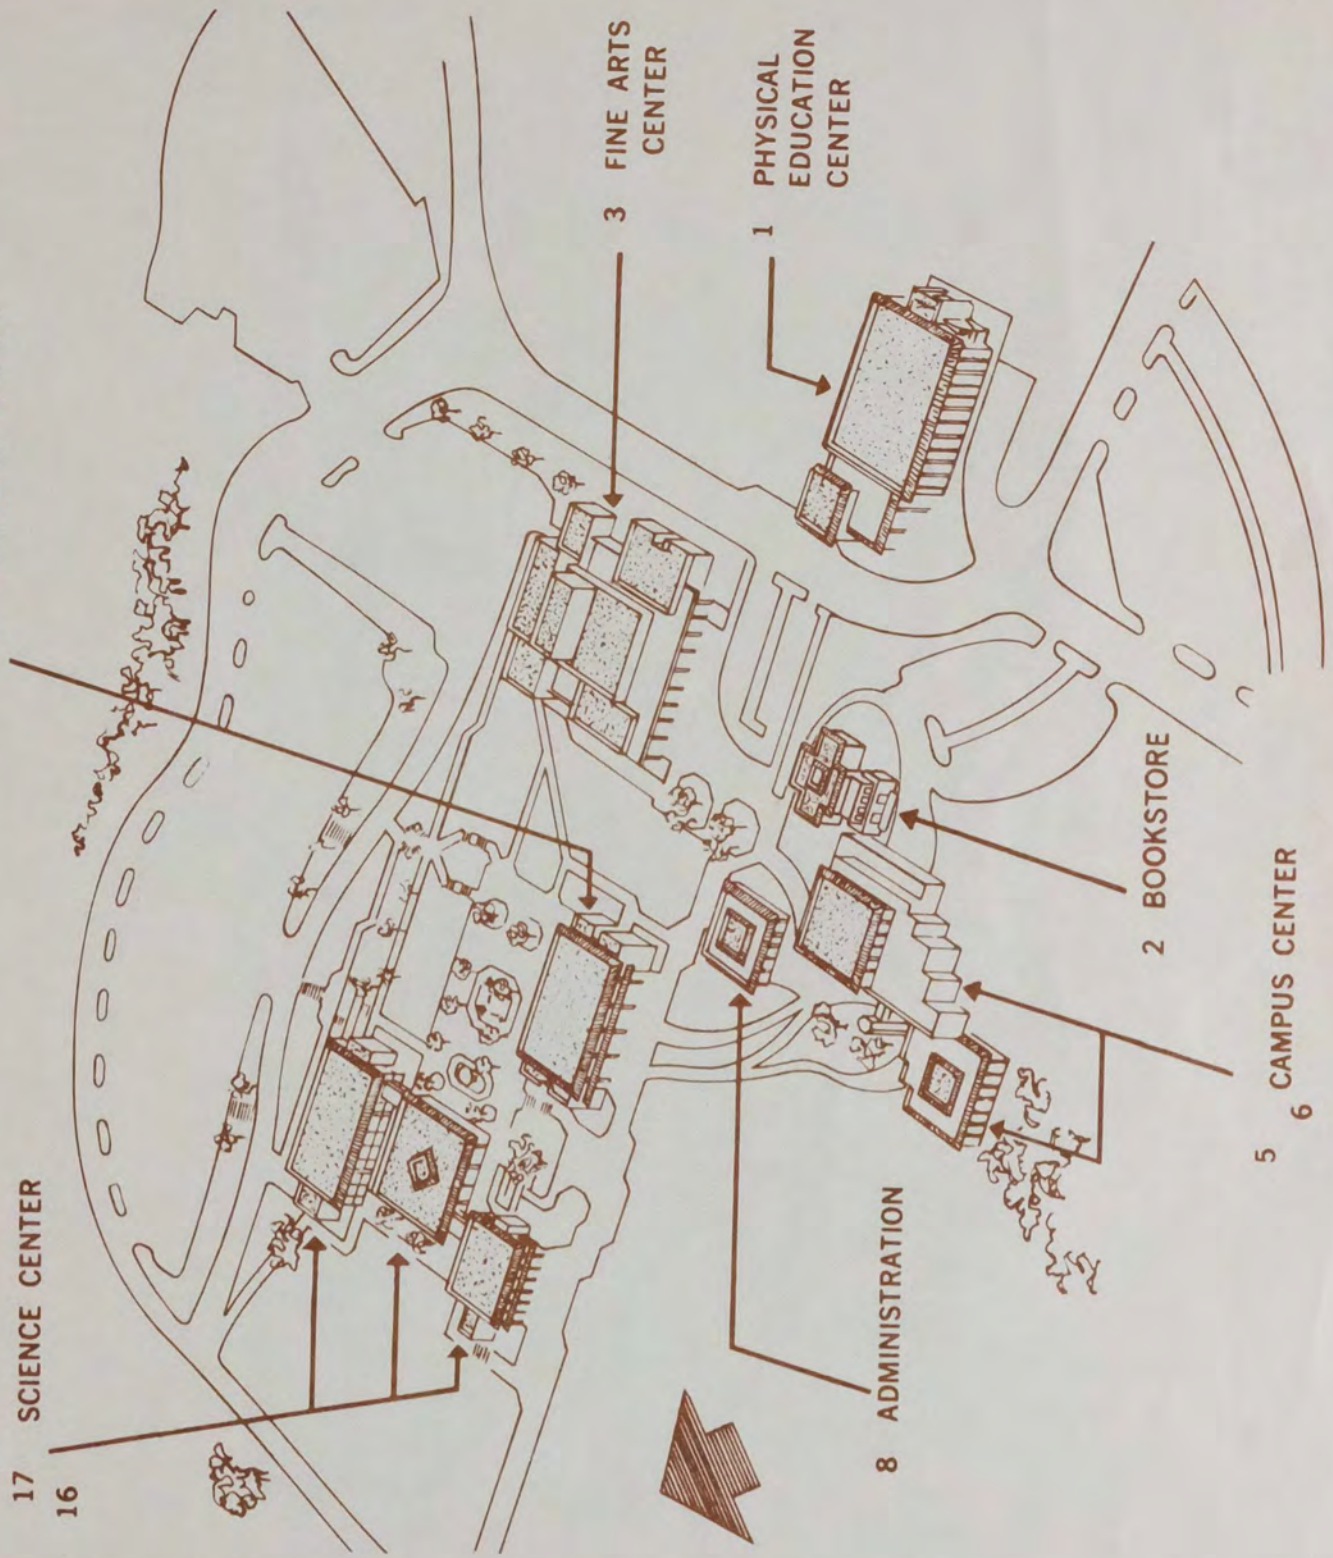 17 SCIENCE CENTER
16
3 FINE ARTS
CENTER
1 PHYSICAL
EDUCATION
CENTER
8 ADMINISTRATION
2 BOOKSTORE
5 CAMPUS CENTER
6